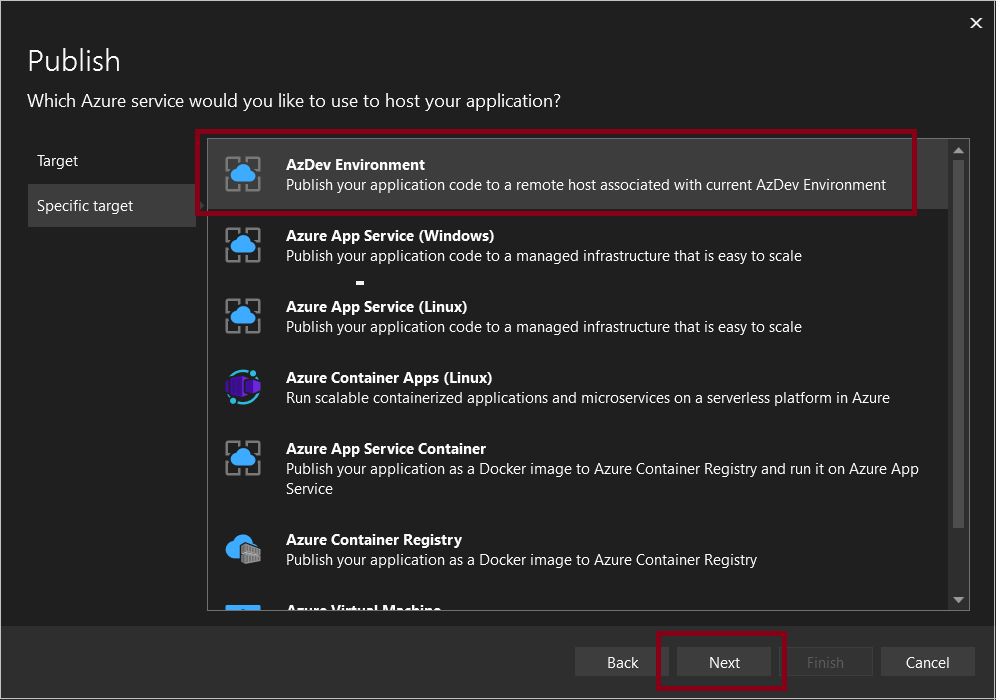 Publish
Which Azure service would you like to use to host your application?
Target
Specific target
AzDev Environment
Publish your application code to a remote host associated with current AzDev Environment
Azure App Service (Windows)
Publish your application code to a managed infrastructure that is easy to scale
Azure App Service (Linux)
Publish your application code to a managed infrastructure that is easy to scale
Azure Container Apps (Linux)
Run scalable containerized applications and microservices on a serverless platform in Azure
Azure App Service Container
Publish your application as a Docker image to Azure Container Registry and run it on Azure App
Service
Azure Container Registry
Publish your application as a Docker image to Azure Container Registry
Azure Virtual Machine
Back
Next
Finish
Cancel